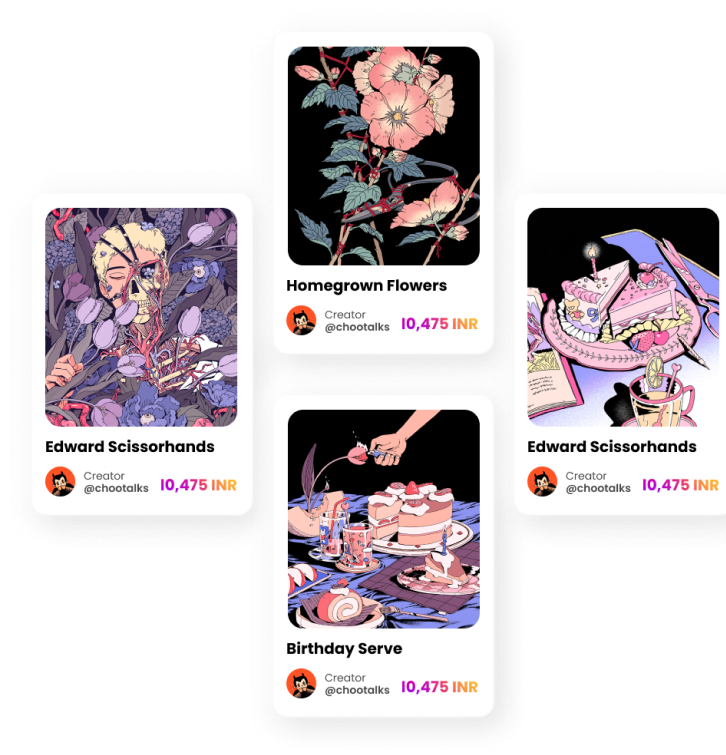 Homegrown Flowers
Creator
@chootalks
10,475 INR
Edward Scissorhands
Creator
@chootalks
10,475 INR
Edward Scissorhands
Creator
@chootalks
10,475 INR
Birthday Serve
Creator
@chootalks
10,475 INR